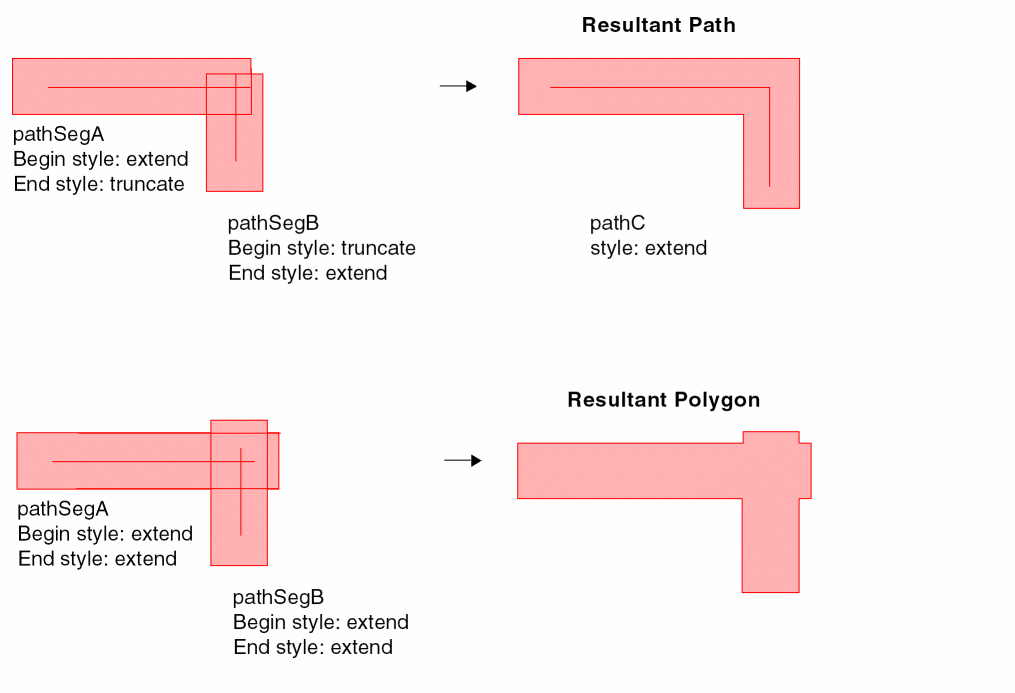 Resultant Path
pathSegA
Begin style: extend
End style: truncate
pathSegB
Begin style: truncate
End style: extend
pathC
style: extend
Resultant Polygon
pathSegA
Begin style: extend
End style: extend
pathSegB
Begin style: extend
End style: extend